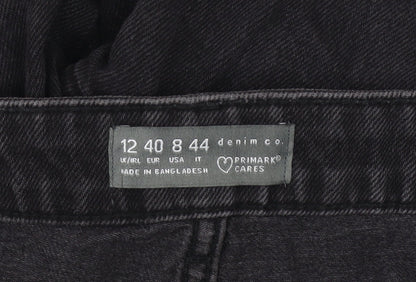 12 40 8 44 denim co.
UK/IRL EUR USA IT PRIMARK®
MADE IN BANGLADESH CARES